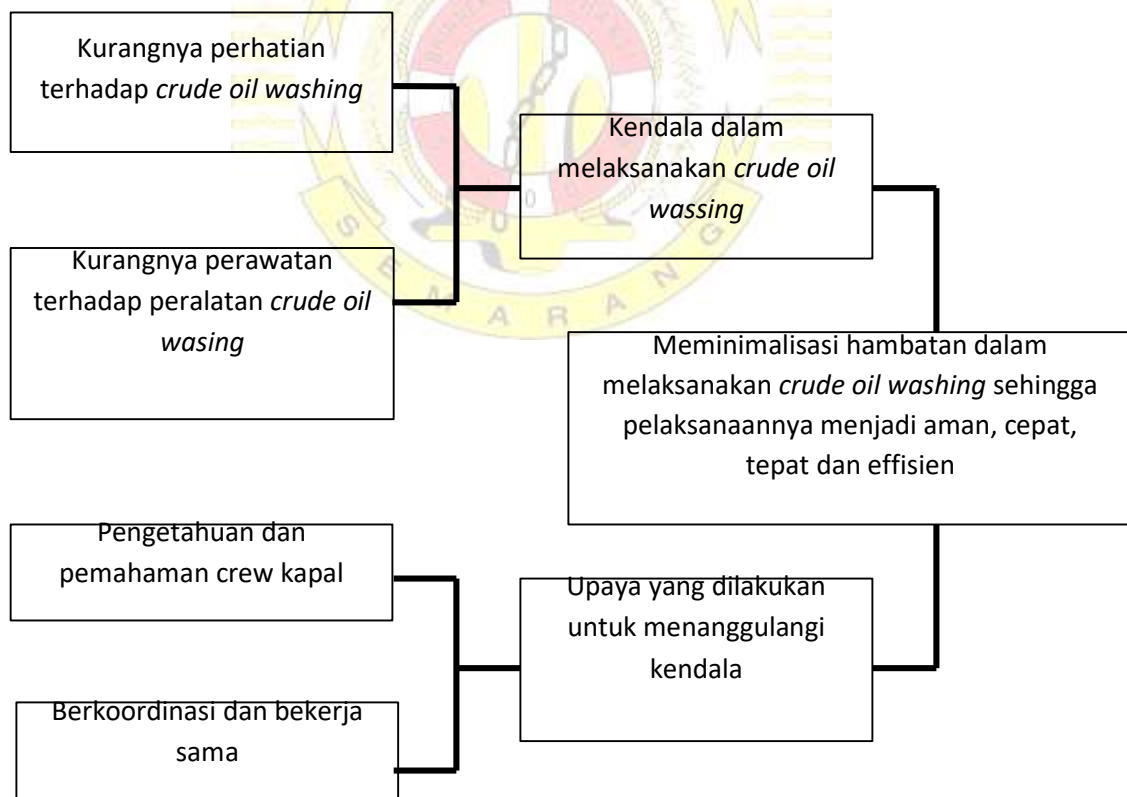 Kurangnya perhatian
terhadap crude oil washing
Kurangnya perawatan
terhadap peralatan crude oil
wasing
Kendala dalam
melaksanakan crude oil
wassing
Meminimalisasi hambatan dalam
melaksanakan crude oil washing sehingga
pelaksanaannya menjadi aman, cepat,
tepat dan effisien
Pengetahuan dan
pemahaman crew kapal
Berkoordinasi dan bekerja
sama
Upaya yang dilakukan
untuk menanggulangi
kendala
SEMARANG